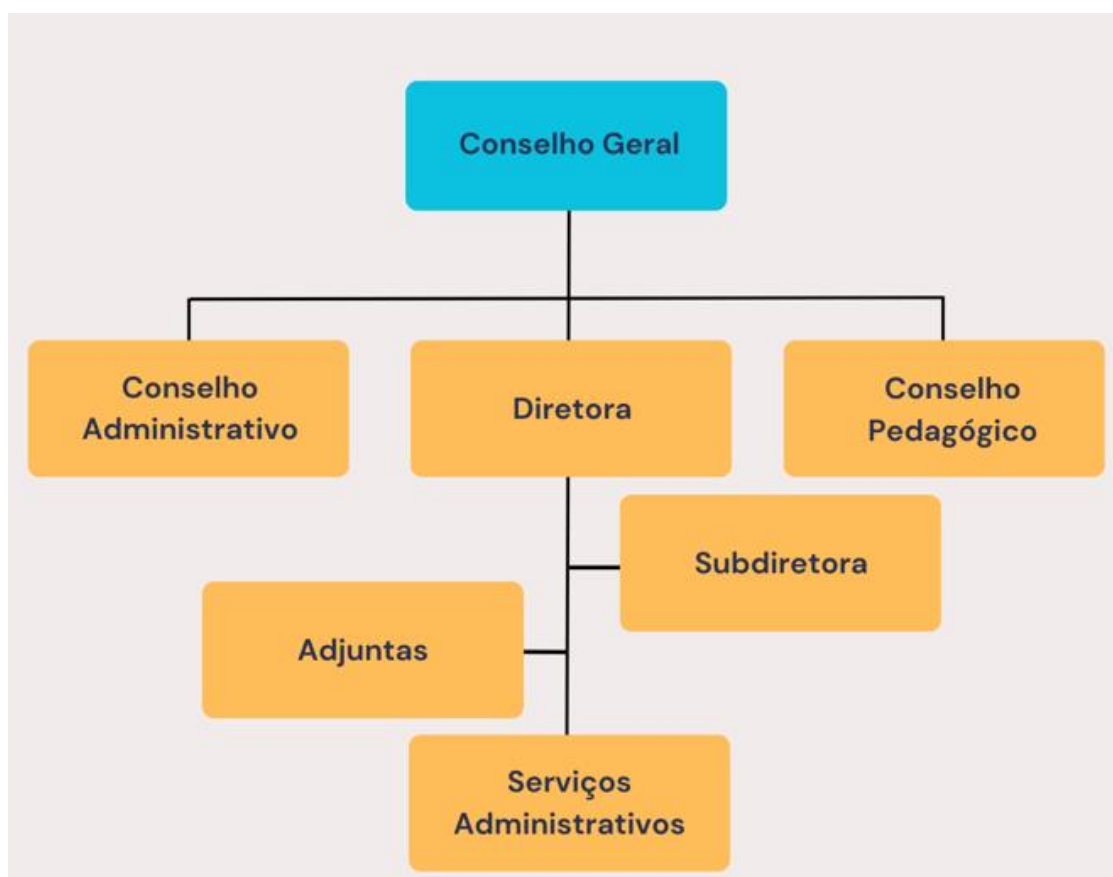 Conselho Geral
Conselho
Administrativo
Diretora
Conselho
Pedagógico
Subdiretora
Adjuntas
Serviços
Administrativos